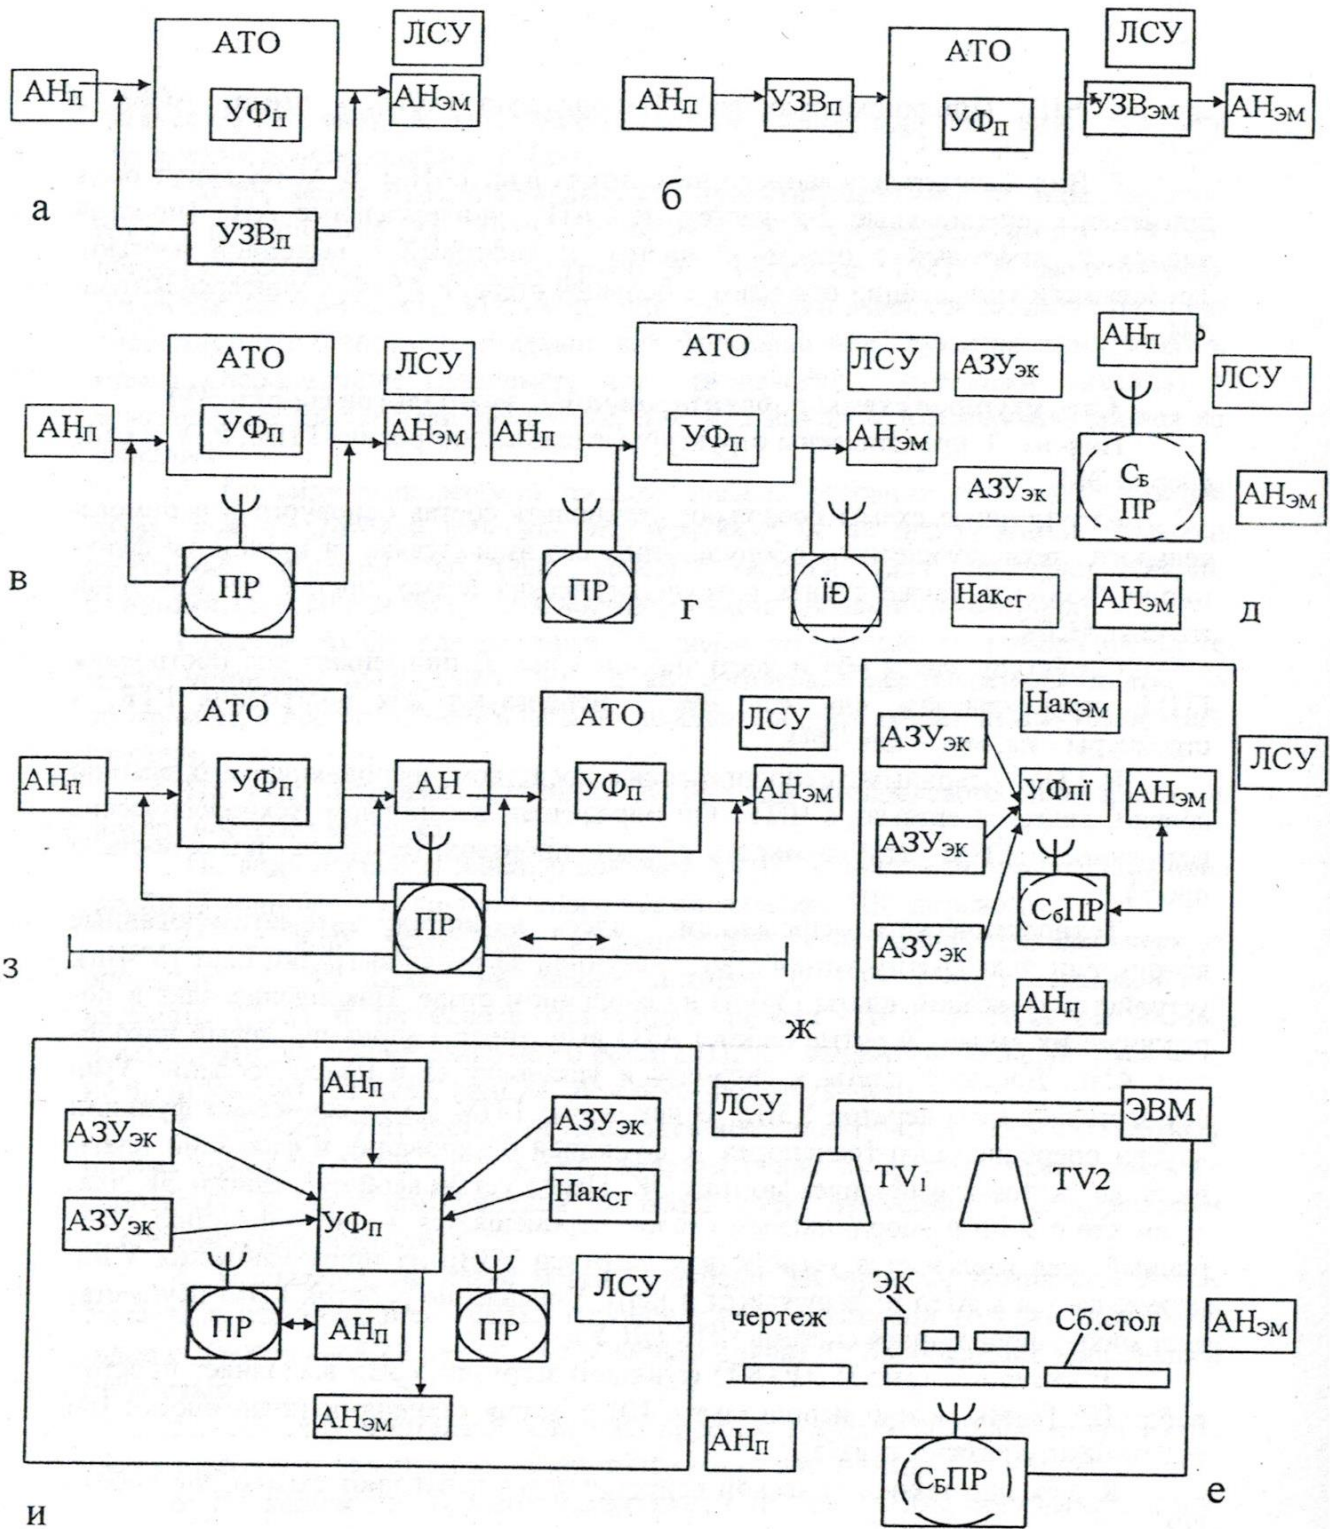 АТО
ЛСУ
АНП
УФП
АНЭМ
УЗВП
а
АТО
ЛСУ
АНП
УЗВП
УФП
УЗВЭМ
АНЭМ
б
АТО
ЛСУ
АНП
УФП
АНЭМ
ПР
в
АТО
ЛСУ
АНП
УФП
АНЭМ
ПР
ЇÐ
г
АНП
АЗУЭК
ЛСУ
СБ
ПР
АЗУЭК
АНЭМ
НакСГ
АНЭМ
д
АТО
АТО
ЛСУ
АНП
УФП
АН
УФП
АНЭМ
ПР
з
НакЭМ
АЗУЭК
ЛСУ
УФпї
АНЭМ
АЗУЭК
СбПР
АЗУЭК
АНП
ж
АНП
АЗУЭК
АЗУЭК
АЗУЭК
УФП
НакСГ
ПР
АНП
ПР
ЛСУ
АНЭМ
и
ЛСУ
ЭВМ
TV1
TV2
ЭК
чертеж
Сб.стол
АНЭМ
АНП
СБПР
е